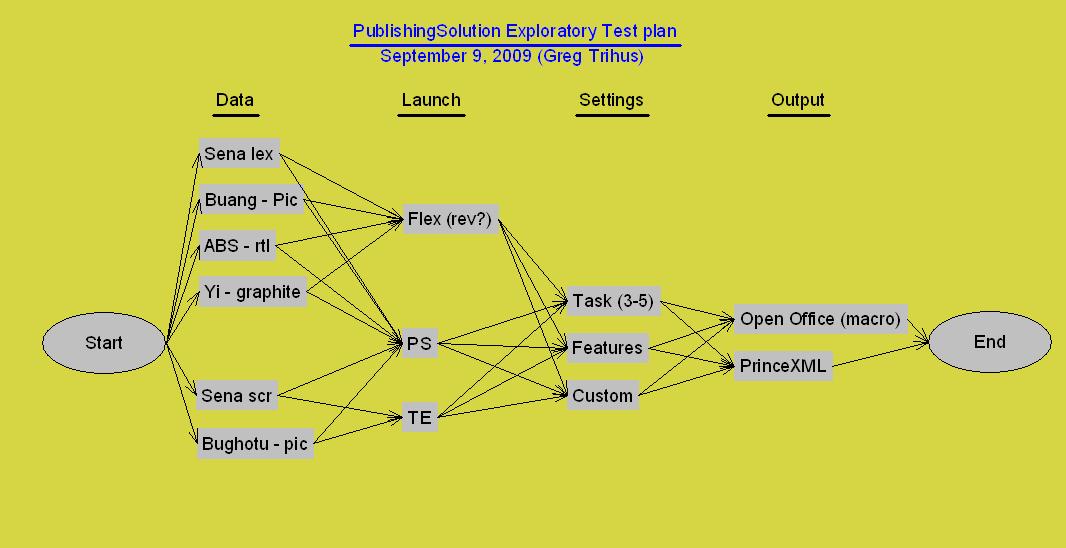 PublishingSolution Exploratory Test plan
September 9, 2009 (Greg Trihus)
Data
Launch
Settings
Output
Sena lex
Buang - Pic
ABS - rtl
Yi - graphite
Sena scr
Bughotu - pic
Flex (rev?)
PS
TE
Task (3-5)
Features
Custom
Open Office (macro)
PrinceXML
Start
End